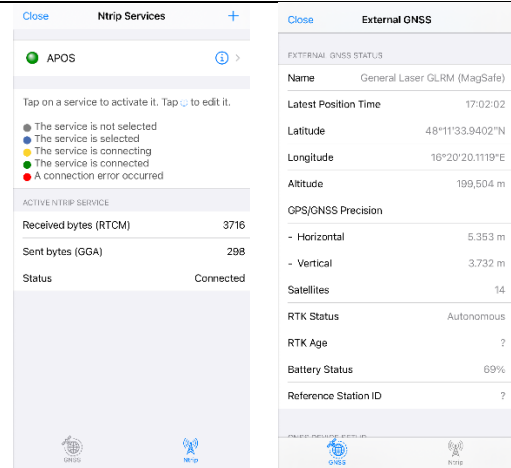 Close Ntrip Services +
APOS
Tap on a service to activate it. Tap to edit it.
The service is not selected
The service is selected
The service is connecting
The service is connected
A connection error occurred
ACTIVE NTRIP SERVICE
Received bytes (RTCM) 3716
Sent bytes (GGA) 298
Status Connected
GNSS Ntrip
Close External GNSS
EXTERNAL GNSS STATUS
Name General Laser GLRM (MagSafe)
Latest Position Time 17:02:02
Latitude 48°11'33.9402"N
Longitude 16°20'20.1119"E
Altitude 199,504 m
GPS/GNSS Precision
- Horizontal 5.353 m
- Vertical 3.732 m
Satellites 14
RTK Status Autonomous
RTK Age ?
Battery Status 69%
Reference Station ID ?
GNSS DEVICE SETUP
GNSS Ntrip